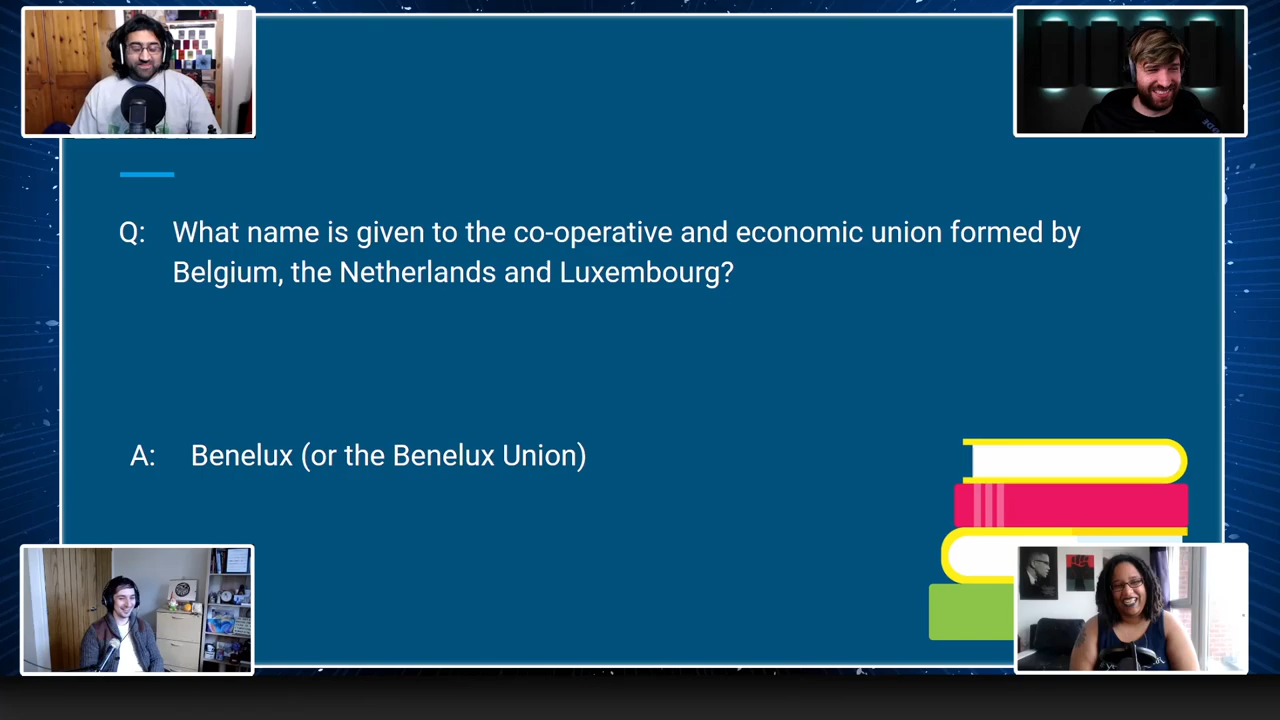 Q: What name is given to the co-operative and economic union formed by
Belgium, the Netherlands and Luxembourg?
A: Benelux (or the Benelux Union)